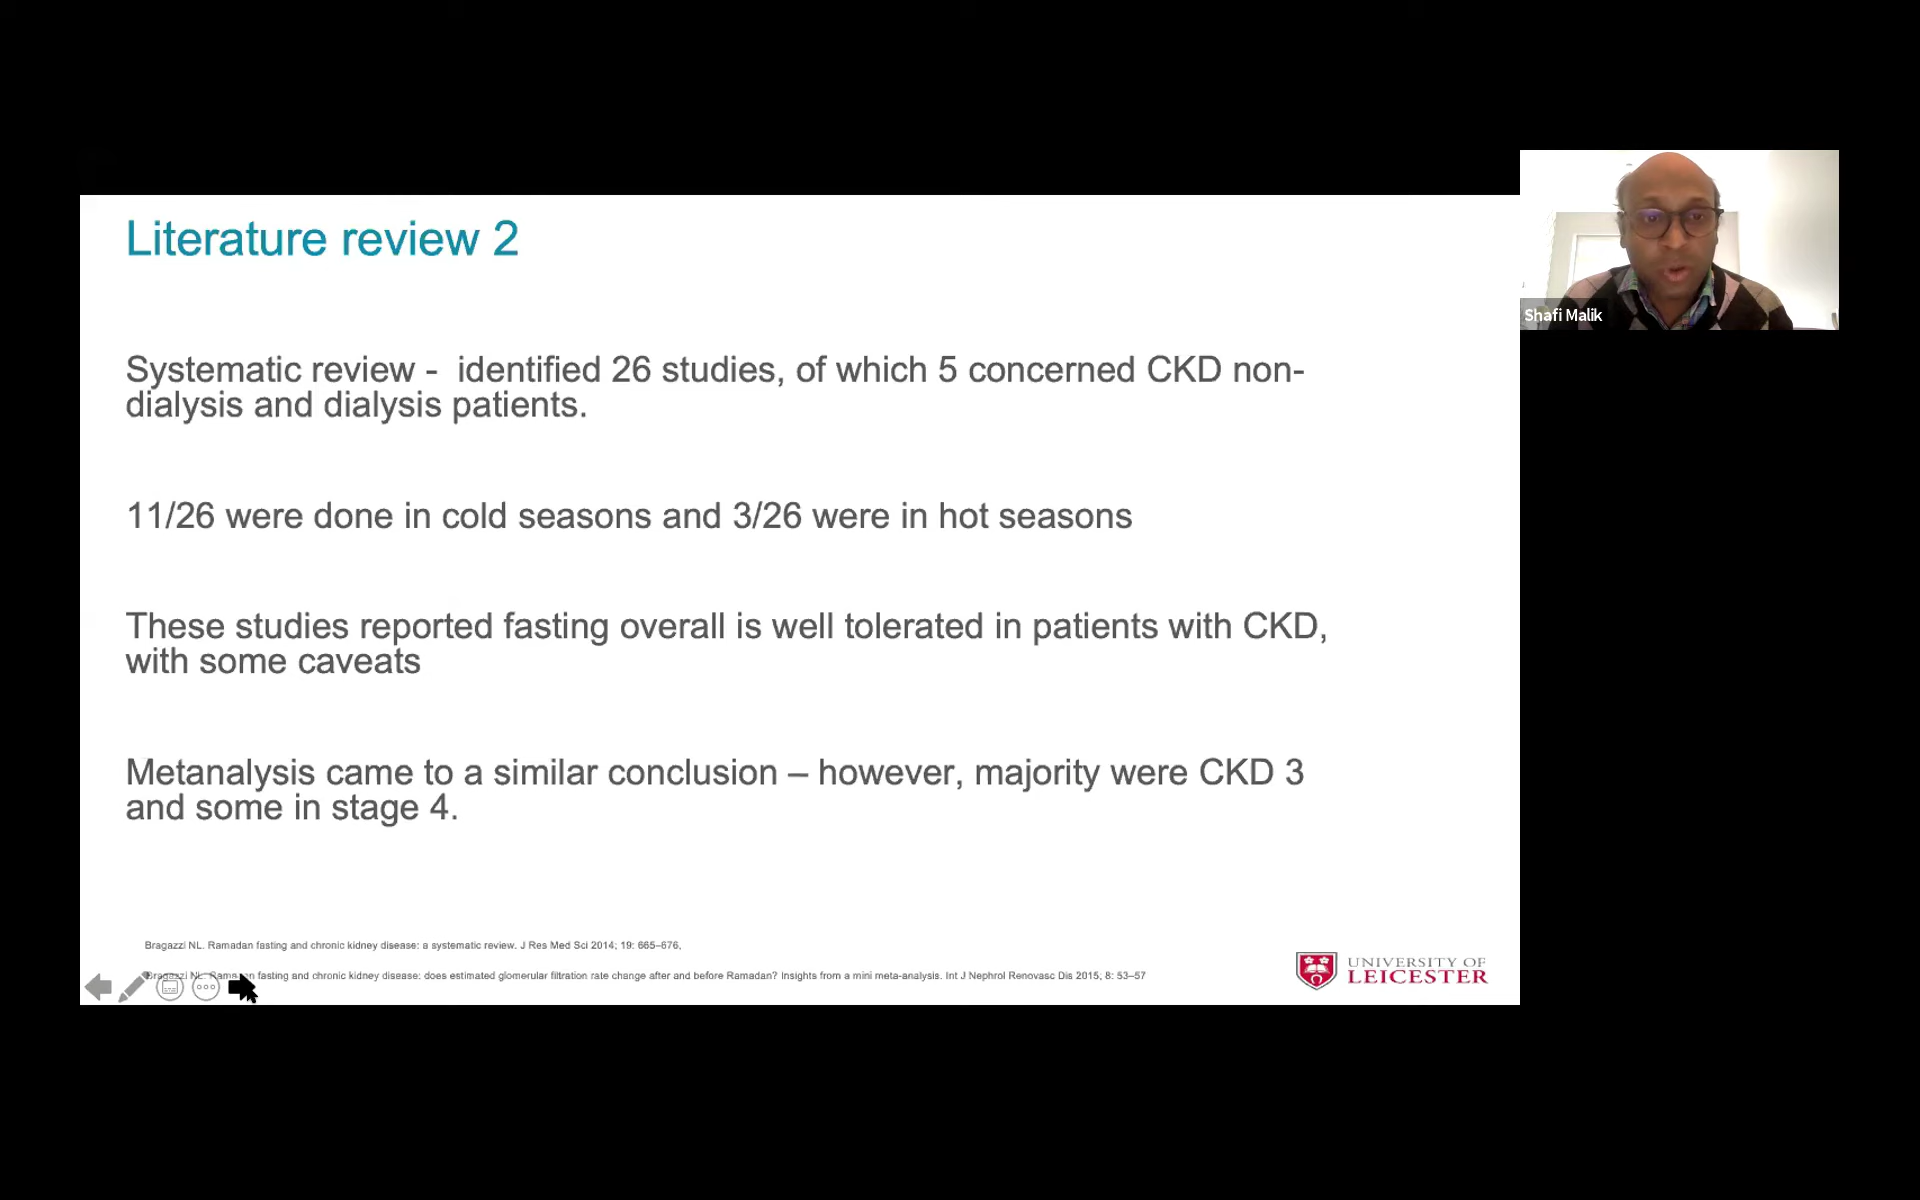 Literature review 2
Shafi Malik
Systematic review - identified 26 studies, of which 5 concerned CKD non-
dialysis and dialysis patients.
11/26 were done in cold seasons and 3/26 were in hot seasons
These studies reported fasting overall is well tolerated in patients with CKD,
with some caveats
Metanalysis came to a similar conclusion – however, majority were CKD 3
and some in stage 4.
Bragazzi NL. Ramadan fasting and chronic kidney disease: a systematic review. J Res Med Sci 2014; 19: 665–676,
Bragazzi NL. Ramadan fasting and chronic kidney disease: does estimated glomerular filtration rate change after and before Ramadan? Insights from a mini meta-analysis. Int J Nephrol Renovasc Dis 2015, 8: 53–57
UNIVERSITY OF
LEICESTER